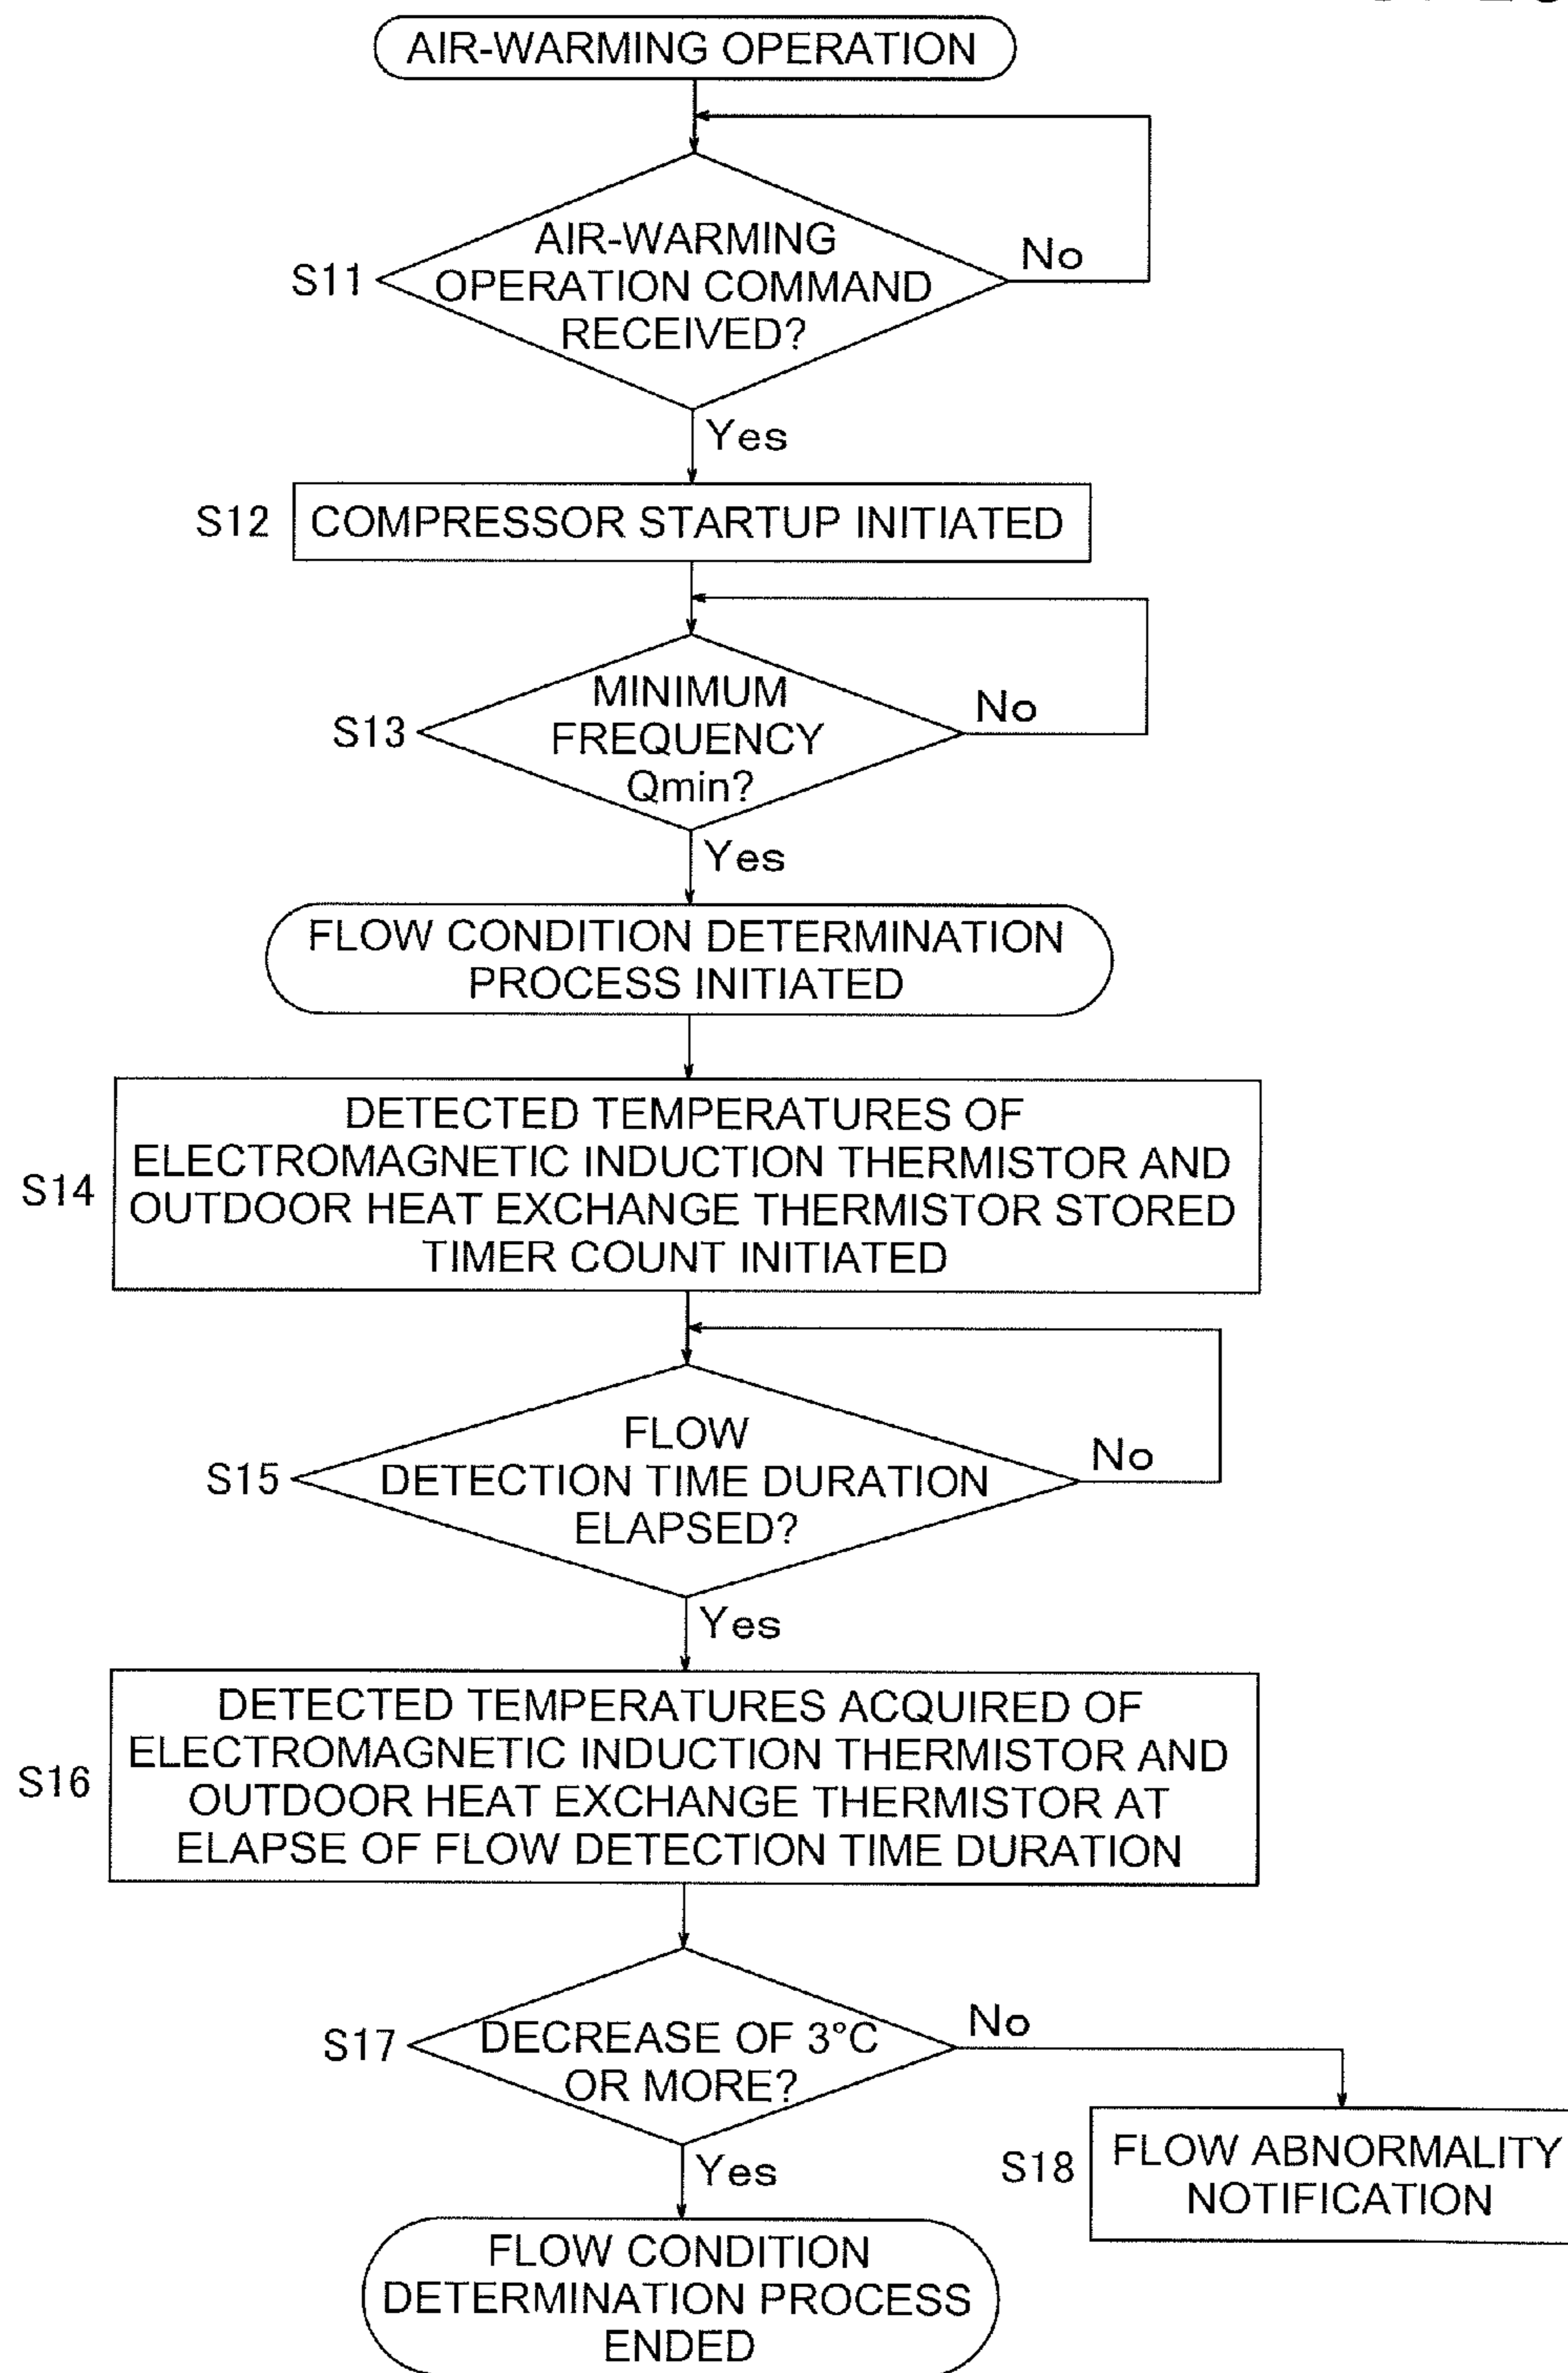 AIR-WARMING OPERATION
AIR-WARMING
OPERATION COMMAND
RECEIVED?
S11
No
Yes
S12
COMPRESSOR STARTUP INITIATED
MINIMUM
FREQUENCY
Qmin?
S13
No
Yes
FLOW CONDITION DETERMINATION
PROCESS INITIATED
S14
DETECTED TEMPERATURES OF
ELECTROMAGNETIC INDUCTION THERMISTOR AND
OUTDOOR HEAT EXCHANGE THERMISTOR STORED
TIMER COUNT INITIATED
S15
FLOW
DETECTION TIME DURATION
ELAPSED?
No
Yes
S16
DETECTED TEMPERATURES ACQUIRED OF
ELECTROMAGNETIC INDUCTION THERMISTOR AND
OUTDOOR HEAT EXCHANGE THERMISTOR AT
ELAPSE OF FLOW DETECTION TIME DURATION
S17
DECREASE OF 3°C
OR MORE?
No
Yes
S18
FLOW ABNORMALITY
NOTIFICATION
FLOW CONDITION
DETERMINATION PROCESS
ENDED